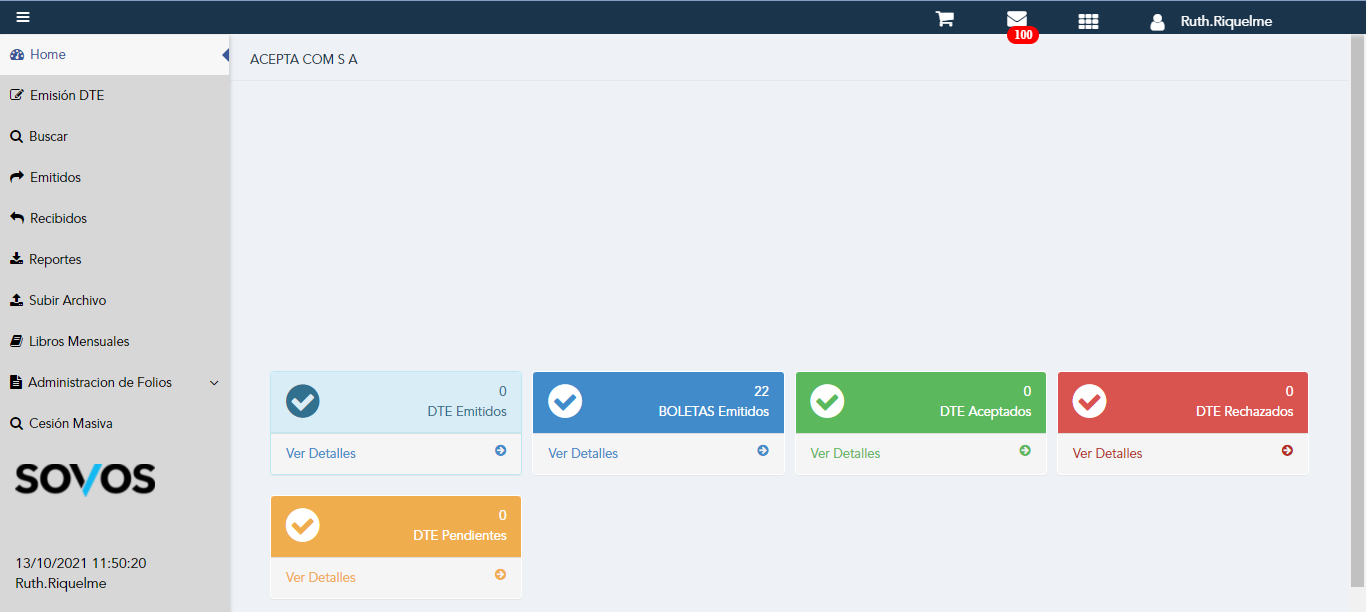 100
Ruth.Riquelme
Home
Emisión DTE
Buscar
Emitidos
Recibidos
Reportes
Subir Archivo
Libros Mensuales
Administracion de Folios
Cesión Masiva
SOVOS
13/10/2021 11:50:20
Ruth.Riquelme
ACEPTA COM S A
0
DTE Emitidos
Ver Detalles
22
BOLETAS Emitidos
Ver Detalles
0
DTE Aceptados
Ver Detalles
0
DTE Rechazados
Ver Detalles
0
DTE Pendientes
Ver Detalles